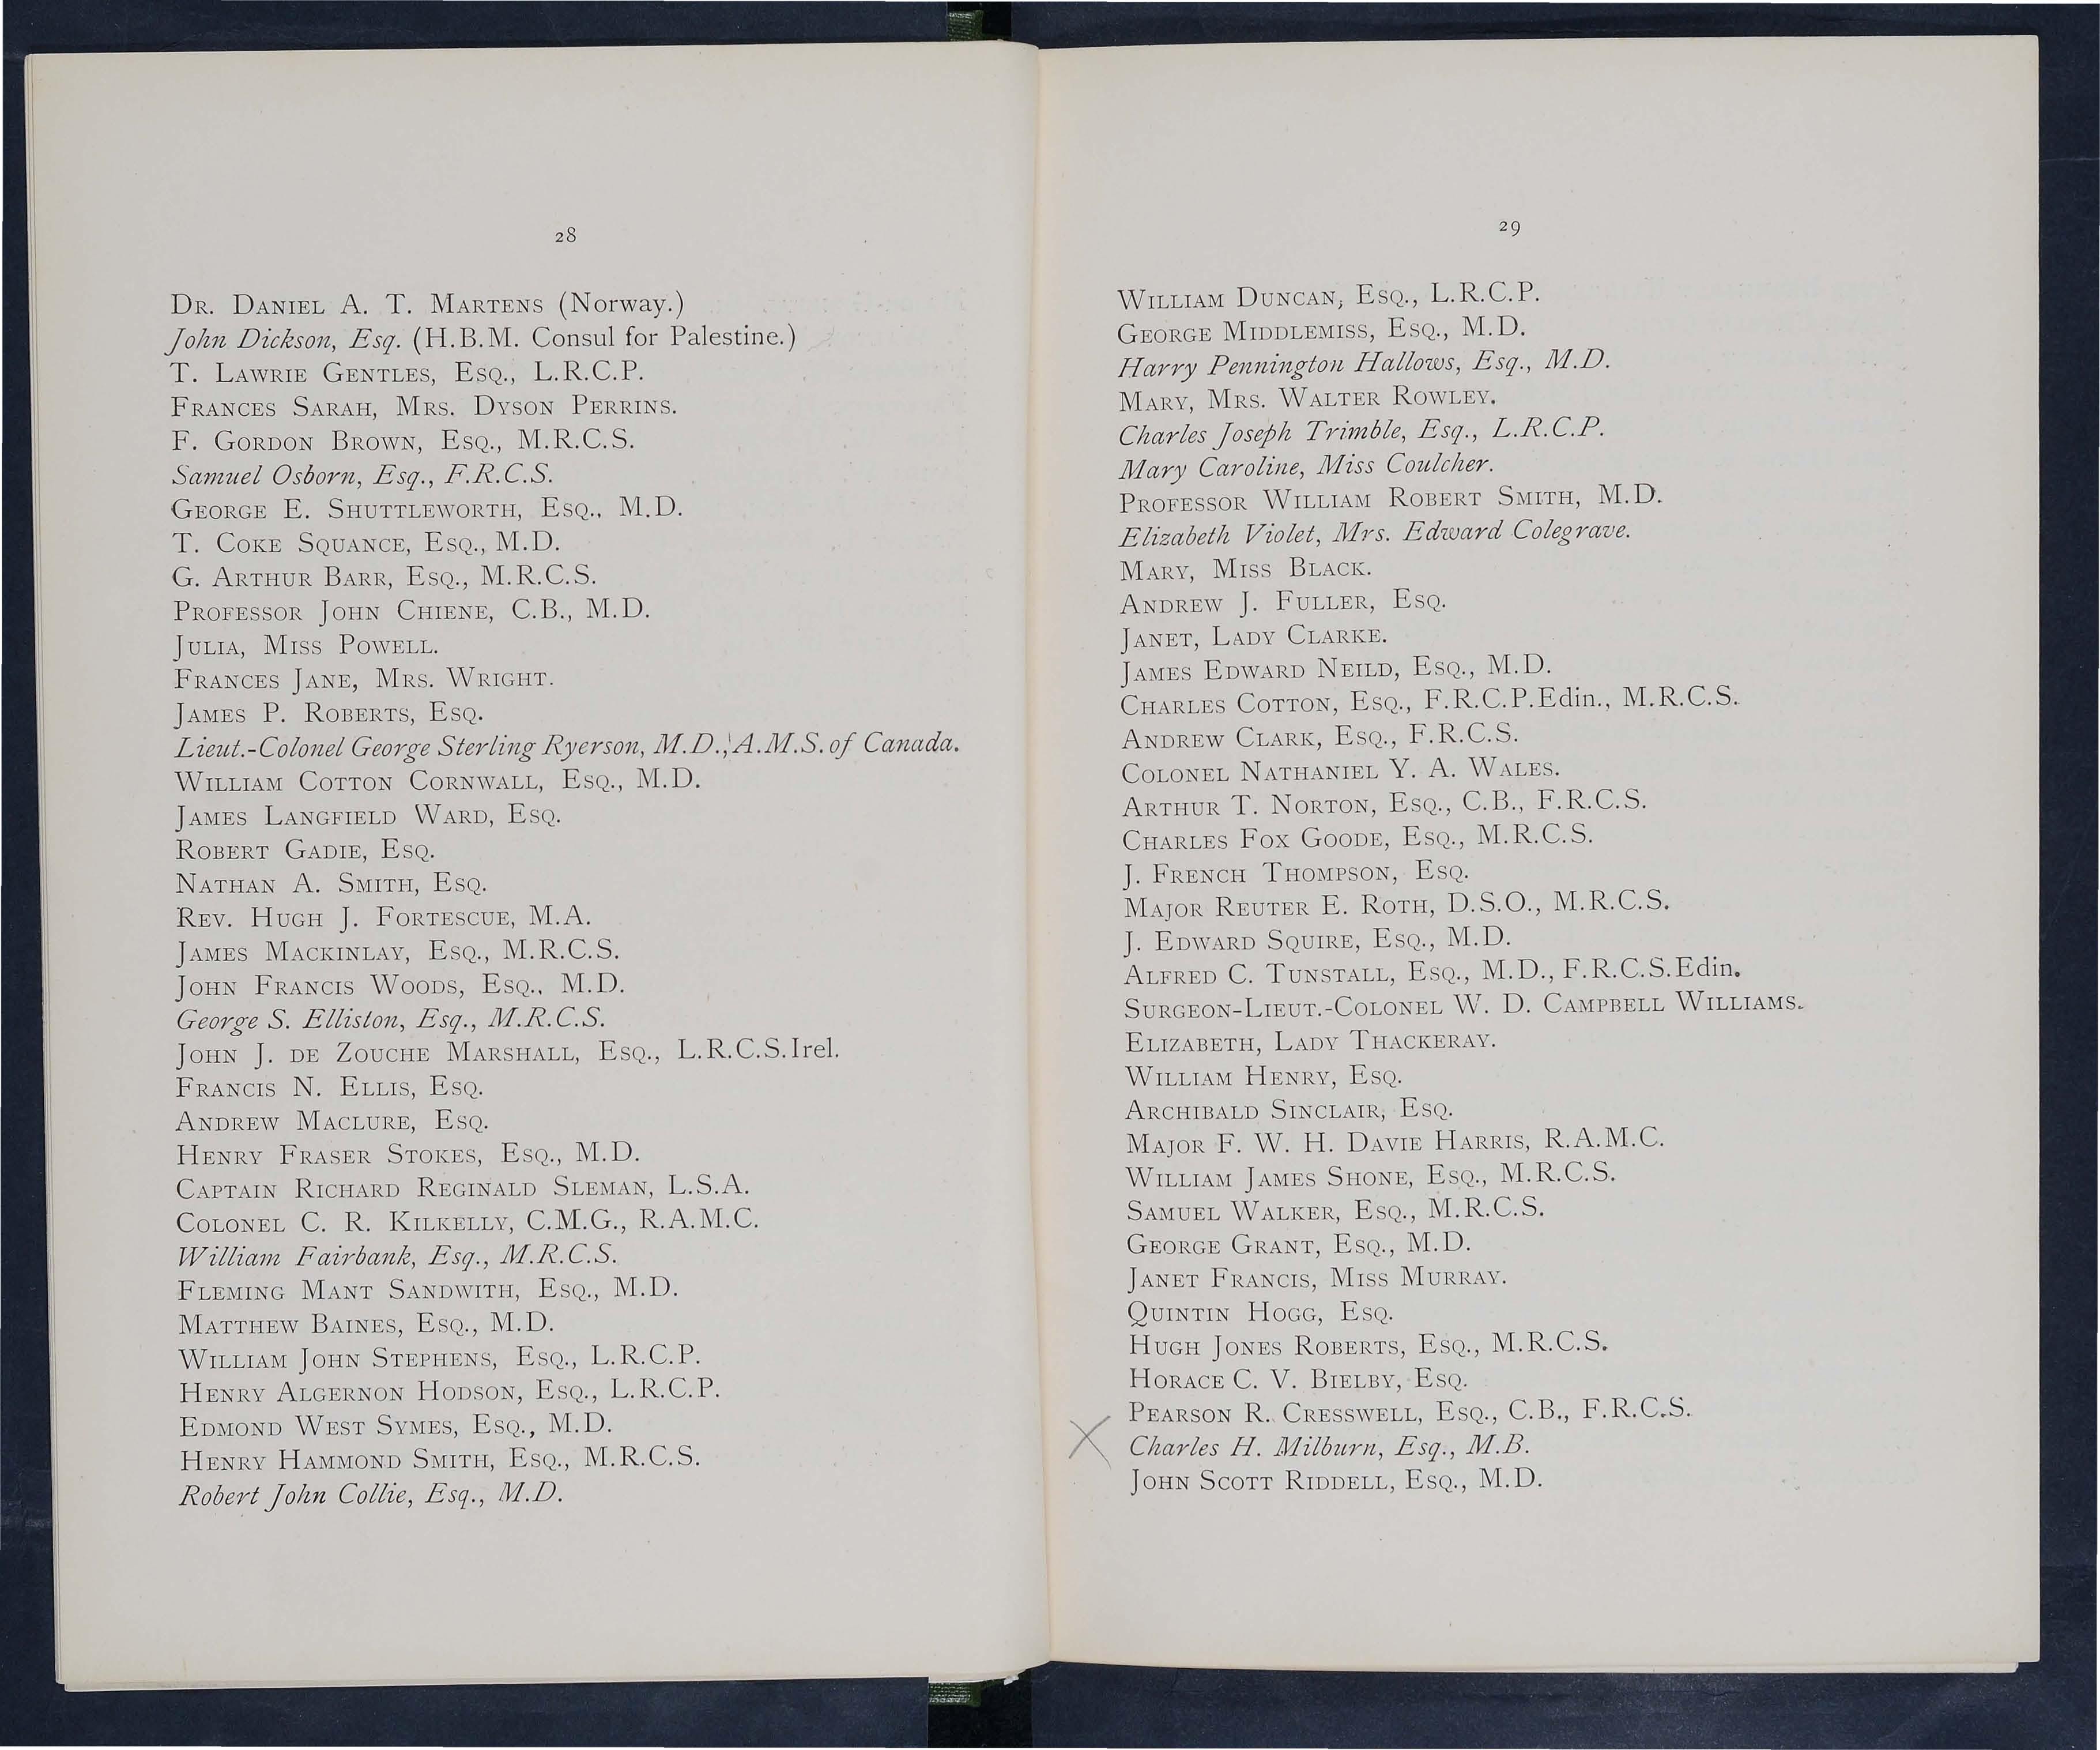 28
DR. DANIEL A. T. MARTENS (Norway.)
John Dickson, Esq. (H.B.M. Consul for Palestine.)
T. LAWRIE GENTLES, ESQ., L.R.C.P.
FRANCES SARAH, MRS. DYSON PERRINS.
F. GORDON BROWN, ESQ., M.R.C.S.
Samuel Osborn, Esq., F.R.C.S.
GEORGE E. SHUTTLEWORTH, ESQ., M.D.
T. COKE SQUANCE, ESQ., M.D.
G. ARTHUR BARR, ESQ., M.R.C.S.
PROFESSOR JOHN CHIENE, C.B., M.D.
JULIA, MISS POWELL.
FRANCES JANE, MRS. WRIGHT.
JAMES P. ROBERTS, ESQ.
Lieut.-Colonel George Sterling Ryerson, M.D., A.M.S. of Canada.
WILLIAM COTTON CORNWALL, ESQ., M.D.
JAMES LANGFIELD WARD, ESQ.
ROBERT GADIE, ESQ.
NATHAN A. SMITH, ESQ.
REV. HUGH J. FORTESCUE, M.A.
JAMES MACKINLAY, ESQ., M.R.C.S.
JOHN FRANCIS WOODS, ESQ., M.D.
George S. Elliston, Esq., M.R.C.S.
JOHN J. DE ZOUCHE MARSHALL, ESQ., L.R.C.S.Irel.
FRANCIS N. ELLIS, ESQ.
ANDREW MACLURE, ESQ.
HENRY FRASER STOKES, ESQ., M.D.
CAPTAIN RICHARD REGINALD SLEMAN, L.S.A.
COLONEL C. R. KILKELLY, C.M.G., R.A.M.C.
William Fairbank, Esq., M.R.C.S.
FLEMING MANT SANDWITH, ESQ., M.D.
MATTHEW BAINES, ESQ., M.D.
WILLIAM JOHN STEPHENS, ESQ., L.R.C.P.
HENRY ALGERNON HODSON, ESQ., L.R.C.P.
EDMOND WEST SYMES, ESQ., M.D.
HENRY HAMMOND SMITH, ESQ., M.R.C.S.
Robert John Collie, Esq., M.D.
29
WILLIAM DUNCAN, ESQ., L.R.C.P.
GEORGE MIDDLEMISS, ESQ., M.D.
Harry Pennington Hallows, Esq., M.D.
MARY, MRS. WALTER ROWLEY.
Charles Joseph Trimble, Esq., L.R.C.P.
Mary Caroline, Miss Coulcher.
PROFESSOR WILLIAM ROBERT SMITH, M.D.
Elizabeth Violet, Mrs. Edward Colegrave.
MARY, MISS BLACK.
ANDREW J. FULLER, ESQ.
JANET, LADY CLARKE.
JAMES EDWARD NEILD, ESQ., M.D.
CHARLES COTTON, ESQ., F.R.C.P.Edin., M.R.C.S.
ANDREW CLARK, ESQ., F.R.C.S.
COLONEL NATHANIEL Y. A. WALES.
ARTHUR T. NORTON, ESQ., C.B., F.R.C.S.
CHARLES FOX GOODE, ESQ., M.R.C.S.
J. FRENCH THOMPSON, ESQ.
MAJOR REUTER E. ROTH, D.S.O., M.R.C.S.
J. EDWARD SQUIRE, ESQ., M.D.
ALFRED C. TUNSTALL, ESQ., M.D., F.R.C.S.Edin.
SURGEON-LIEUT.-COLONEL W. D. CAMPBELL WILLIAMS.
ELIZABETH, LADY THACKERAY.
WILLIAM HENRY, ESQ.
ARCHIBALD SINCLAIR, ESQ.
MAJOR F. W. H. DAVIE HARRIS, R.A.M.C.
WILLIAM JAMES SHONE, ESQ., M.R.C.S.
SAMUEL WALKER, ESQ., M.R.C.S.
GEORGE GRANT, ESQ., M.D.
JANET FRANCIS, MISS MURRAY.
QUINTIN HOGG, ESQ.
HUGH JONES ROBERTS, ESQ., M.R.C.S.
HORACE C. V. BIELBY, ESQ.
PEARSON R. CRESSWELL, ESQ., C.B., F.R.C.S.
Charles H. Milburn, Esq., M.B.
JOHN SCOTT RIDDELL, ESQ., M.D.